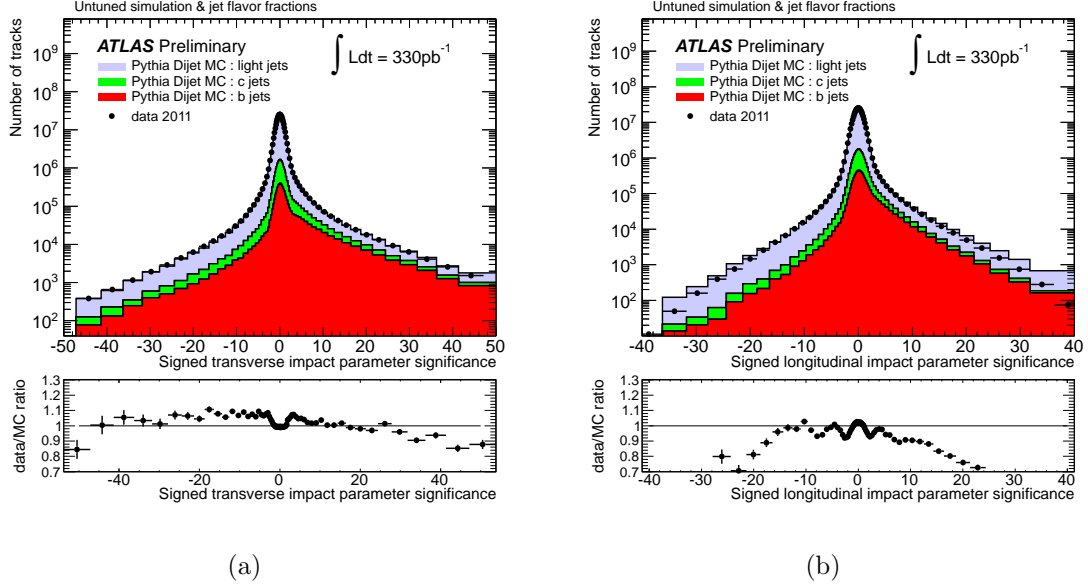 Untuned simulation & jet flavor fractions
ATLAS Preliminary
∫ Ldt = 330pb⁻¹
Pythia Dijet MC : light jets
Pythia Dijet MC : c jets
Pythia Dijet MC : b jets
data 2011
Number of tracks
10⁹
10⁸
10⁷
10⁶
10⁵
10⁴
10³
10²
-50 -40 -30 -20 -10 0 10 20 30 40 50
Signed transverse impact parameter significance
data/MC ratio
1.3
1.2
1.1
1
0.9
0.8
0.7
-40 -20 0 20 40
Signed transverse impact parameter significance
(a)
Untuned simulation & jet flavor fractions
ATLAS Preliminary
∫ Ldt = 330pb⁻¹
Pythia Dijet MC : light jets
Pythia Dijet MC : c jets
Pythia Dijet MC : b jets
data 2011
Number of tracks
10⁹
10⁸
10⁷
10⁶
10⁵
10⁴
10³
10²
-40 -30 -20 -10 0 10 20 30 40
Signed longitudinal impact parameter significance
data/MC ratio
1.3
1.2
1.1
1
0.9
0.8
0.7
-40 -30 -20 -10 0 10 20 30 40
Signed longitudinal impact parameter significance
(b)